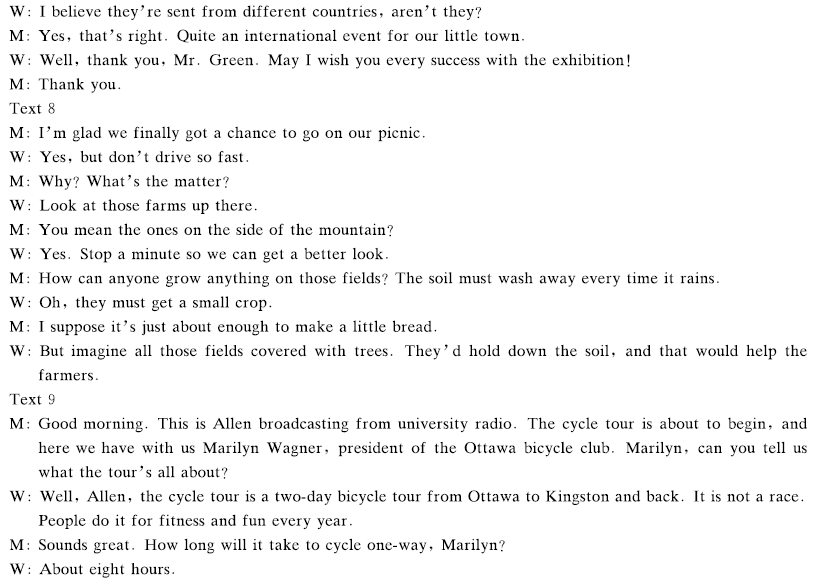 W: I believe they're sent from different countries, aren't they?
M: Yes, that's right. Quite an international event for our little town.
W: Well, thank you, Mr. Green. May I wish you every success with the exhibition!
M: Thank you.
Text 8
M: I'm glad we finally got a chance to go on our picnic.
W: Yes, but don't drive so fast.
M: Why? What's the matter?
W: Look at those farms up there.
M: You mean the ones on the side of the mountain?
W: Yes. Stop a minute so we can get a better look.
M: How can anyone grow anything on those fields? The soil must wash away every time it rains.
W: Oh, they must get a small crop.
M: I suppose it's just about enough to make a little bread.
W: But imagine all those fields covered with trees. They'd hold down the soil, and that would help the
farmers.
Text 9
M: Good morning. This is Allen broadcasting from university radio. The cycle tour is about to begin, and
here we have with us Marilyn Wagner, president of the Ottawa bicycle club. Marilyn, can you tell us
what the tour's all about?
W: Well, Allen, the cycle tour is a two-day bicycle tour from Ottawa to Kingston and back. It is not a race.
People do it for fitness and fun every year.
M: Sounds great. How long will it take to cycle one-way, Marilyn?
W: About eight hours.